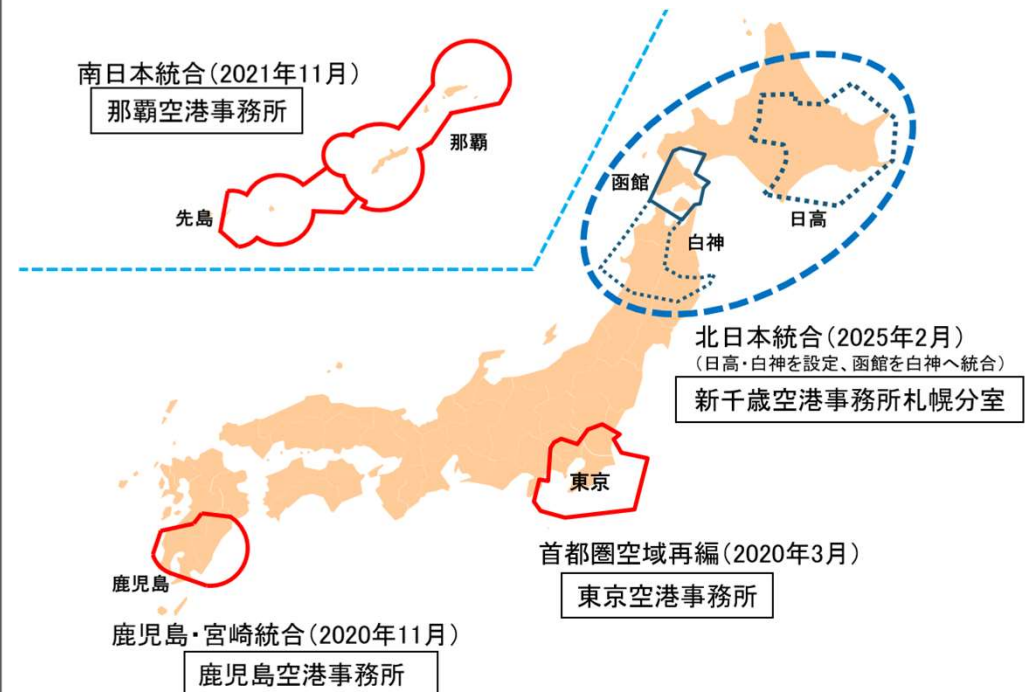 南日本統合(2021年11月)
那覇空港事務所
那覇
先島
函館
日高
白神
北日本統合(2025年2月)
(日高・白神を設定、函館を白神へ統合)
新千歳空港事務所札幌分室
東京
首都圏空域再編(2020年3月)
東京空港事務所
鹿児島
鹿児島・宮崎統合(2020年11月)
鹿児島空港事務所